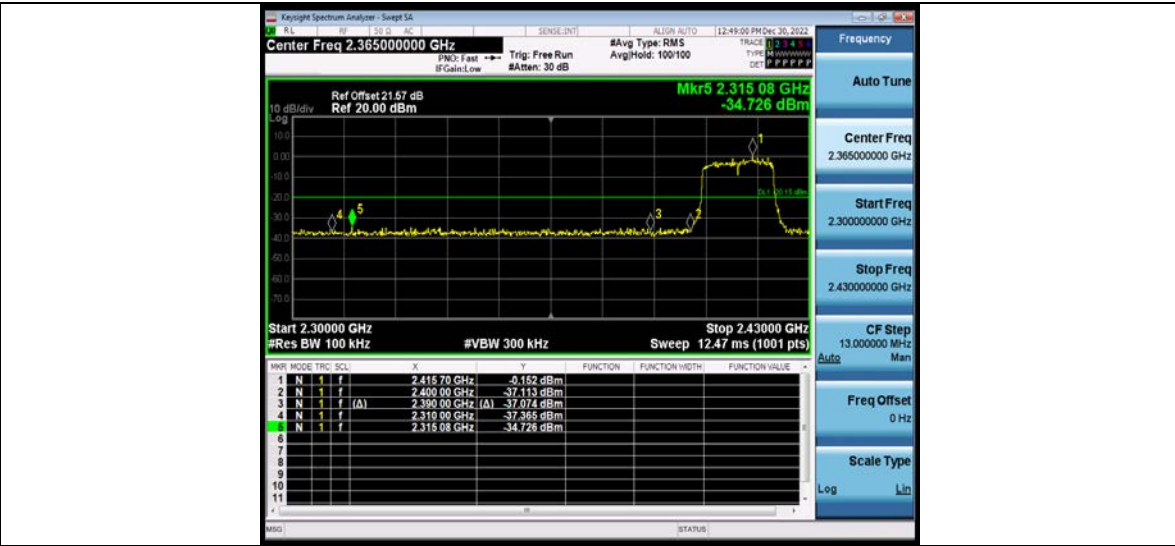 Keysight Spectrum Analyzer - Swept SA
RL RF 50 Ω AC SENSE:INT ALIGN AUTO 12:49:00 PM Dec 30, 2022
Center Freq 2.365000000 GHz #Avg Type: RMS TRACE 1 2 3 4 5 6
PNO: Fast Trig: Free Run Avg|Hold: 100/100 TYPE M W W W W W
IFGain:Low #Atten: 30 dB DET P P P P P P
Frequency
Auto Tune
Center Freq
2.365000000 GHz
Start Freq
2.300000000 GHz
Stop Freq
2.430000000 GHz
CF Step
13.000000 MHz
Auto Man
Freq Offset
0 Hz
Scale Type
Log Lin
Mkr5 2.315 08 GHz
Ref Offset 21.57 dB
10 dB/div Ref 20.00 dBm -34.726 dBm
Log
10.0
0.00
-10.0
-20.0
-30.0
-40.0
-50.0
-60.0
-70.0
1
DL1 -20.15 dBm
4 5 3 2
Start 2.30000 GHz Stop 2.43000 GHz
#Res BW 100 kHz #VBW 300 kHz Sweep 12.47 ms (1001 pts)
MKR MODE TRC SCL X Y FUNCTION FUNCTION WIDTH FUNCTION VALUE
1 N 1 f 2.415 70 GHz -0.152 dBm
2 N 1 f 2.400 00 GHz -37.113 dBm
3 N 1 f (Δ) 2.390 00 GHz (Δ) -37.074 dBm
4 N 1 f 2.310 00 GHz -37.365 dBm
5 N 1 f 2.315 08 GHz -34.726 dBm
6
7
8
9
10
11
MSG STATUS